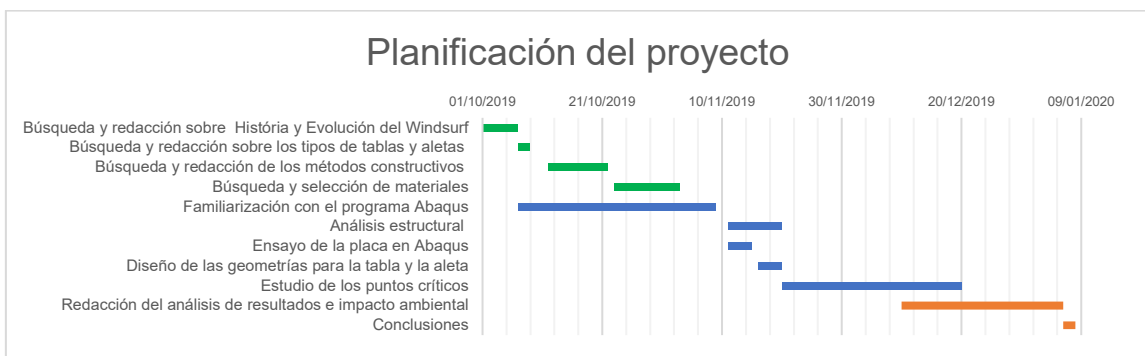 Planificación del proyecto
01/10/2019 21/10/2019 10/11/2019 30/11/2019 20/12/2019 09/01/2020
Búsqueda y redacción sobre  História y Evolución del Windsurf
Búsqueda y redacción sobre los tipos de tablas y aletas
Búsqueda y redacción de los métodos constructivos
Búsqueda y selección de materiales
Familiarización con el programa Abaqus
Análisis estructural
Ensayo de la placa en Abaqus
Diseño de las geometrías para la tabla y la aleta
Estudio de los puntos críticos
Redacción del análisis de resultados e impacto ambiental
Conclusiones